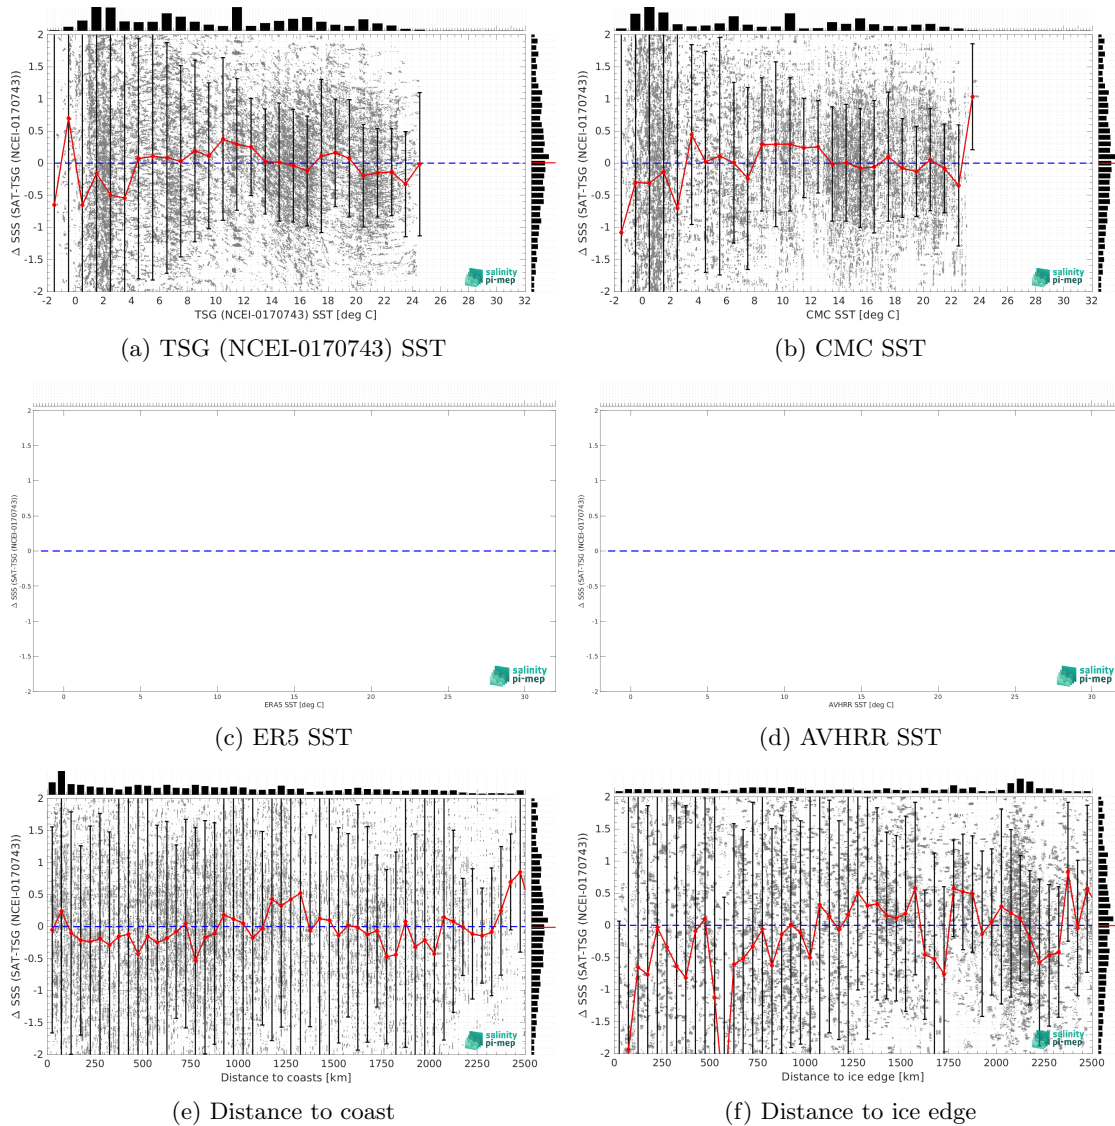 2
1.5
1
0.5
0
-0.5
-1
-1.5
-2
Δ SSS (SAT-TSG (NCEI-0170743))
-2 0 2 4 6 8 10 12 14 16 18 20 22 24 26 28 30 32
TSG (NCEI-0170743) SST [deg C]
salinity
pi-mep
(a) TSG (NCEI-0170743) SST
2
1.5
1
0.5
0
-0.5
-1
-1.5
-2
Δ SSS (SAT-TSG (NCEI-0170743))
-2 0 2 4 6 8 10 12 14 16 18 20 22 24 26 28 30 32
CMC SST [deg C]
salinity
pi-mep
(b) CMC SST
2
1.5
1
0.5
0
-0.5
-1
-1.5
-2
Δ SSS (SAT-TSG (NCEI-0170743))
0 5 10 15 20 25 30
ERA5 SST [deg C]
salinity
pi-mep
(c) ER5 SST
2
1.5
1
0.5
0
-0.5
-1
-1.5
-2
Δ SSS (SAT-TSG (NCEI-0170743))
0 5 10 15 20 25 30
AVHRR SST [deg C]
salinity
pi-mep
(d) AVHRR SST
2
1.5
1
0.5
0
-0.5
-1
-1.5
-2
Δ SSS (SAT-TSG (NCEI-0170743))
0 250 500 750 1000 1250 1500 1750 2000 2250 2500
Distance to coasts [km]
salinity
pi-mep
(e) Distance to coast
2
1.5
1
0.5
0
-0.5
-1
-1.5
-2
Δ SSS (SAT-TSG (NCEI-0170743))
0 250 500 750 1000 1250 1500 1750 2000 2250 2500
Distance to ice edge [km]
salinity
pi-mep
(f) Distance to ice edge